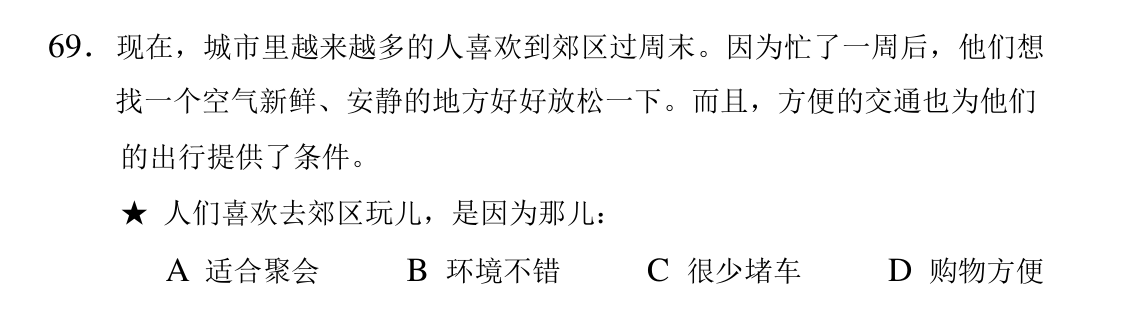 69. 现在，城市里越来越多的人喜欢到郊区过周末。因为忙了一周后，他们想
找一个空气新鲜、安静的地方好好放松一下。而且，方便的交通也为他们
的出行提供了条件。
★ 人们喜欢去郊区玩儿，是因为那儿：
A 适合聚会 B 环境不错 C 很少堵车 D 购物方便